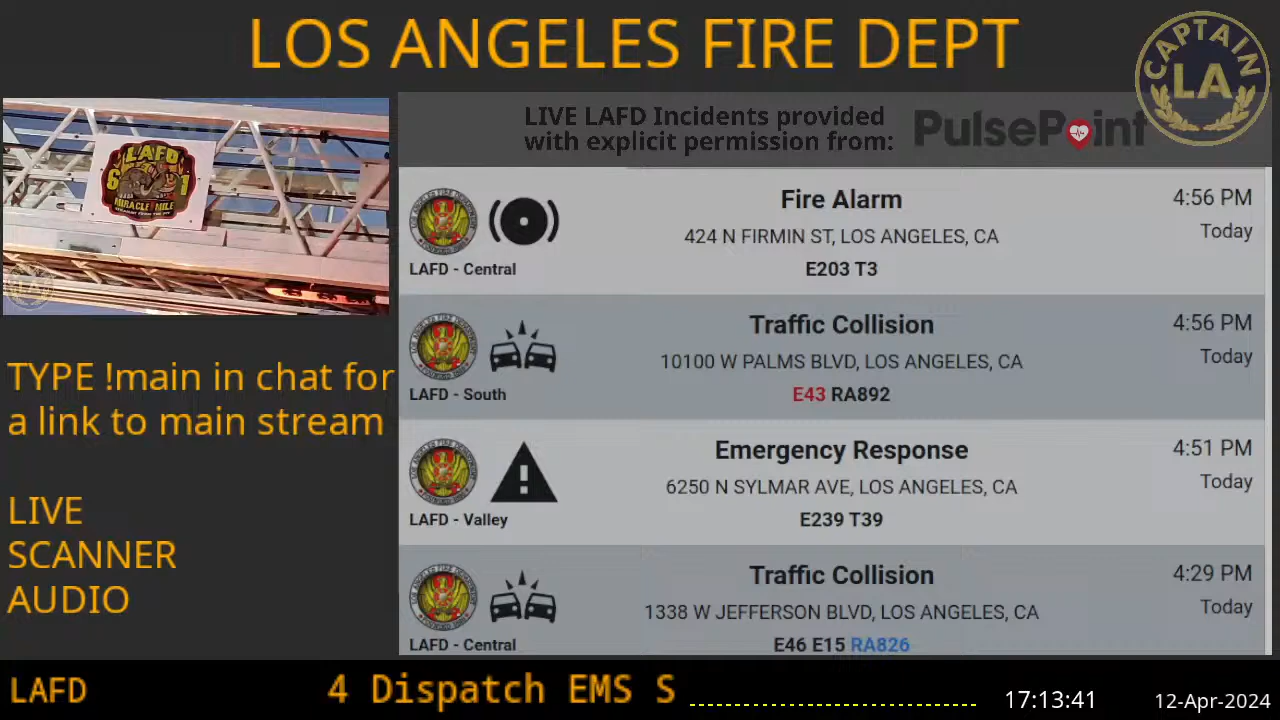 LOS ANGELES FIRE DEPT
CAPTAIN
LA
LIVE LAFD Incidents provided
with explicit permission from:
PulsePoint
LAFD
6 1
MIRACLE MILE
Fire Alarm
4:56 PM
424 N FIRMIN ST, LOS ANGELES, CA
Today
E203 T3
LAFD - Central
Traffic Collision
4:56 PM
10100 W PALMS BLVD, LOS ANGELES, CA
Today
E43 RA892
LAFD - South
Emergency Response
4:51 PM
6250 N SYLMAR AVE, LOS ANGELES, CA
Today
E239 T39
LAFD - Valley
Traffic Collision
4:29 PM
1338 W JEFFERSON BLVD, LOS ANGELES, CA
Today
E46 E15 RA826
LAFD - Central
TYPE !main in chat for
a link to main stream
LIVE
SCANNER
AUDIO
LAFD
4 Dispatch EMS S
17:13:41
12-Apr-2024